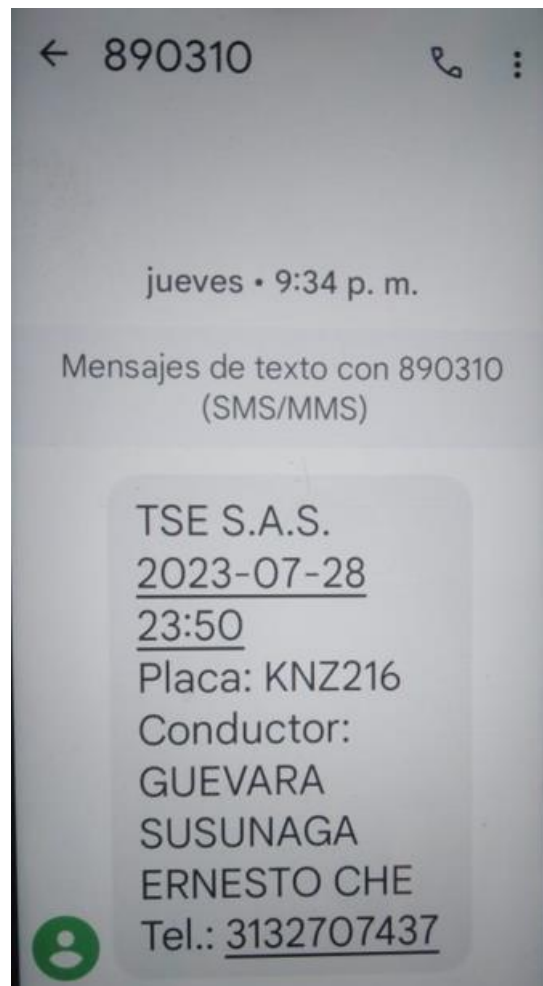 890310
jueves • 9:34 p. m.
Mensajes de texto con 890310
(SMS/MMS)
TSE S.A.S.
2023-07-28
23:50
Placa: KNZ216
Conductor:
GUEVARA
SUSUNAGA
ERNESTO CHE
Tel.: 3132707437